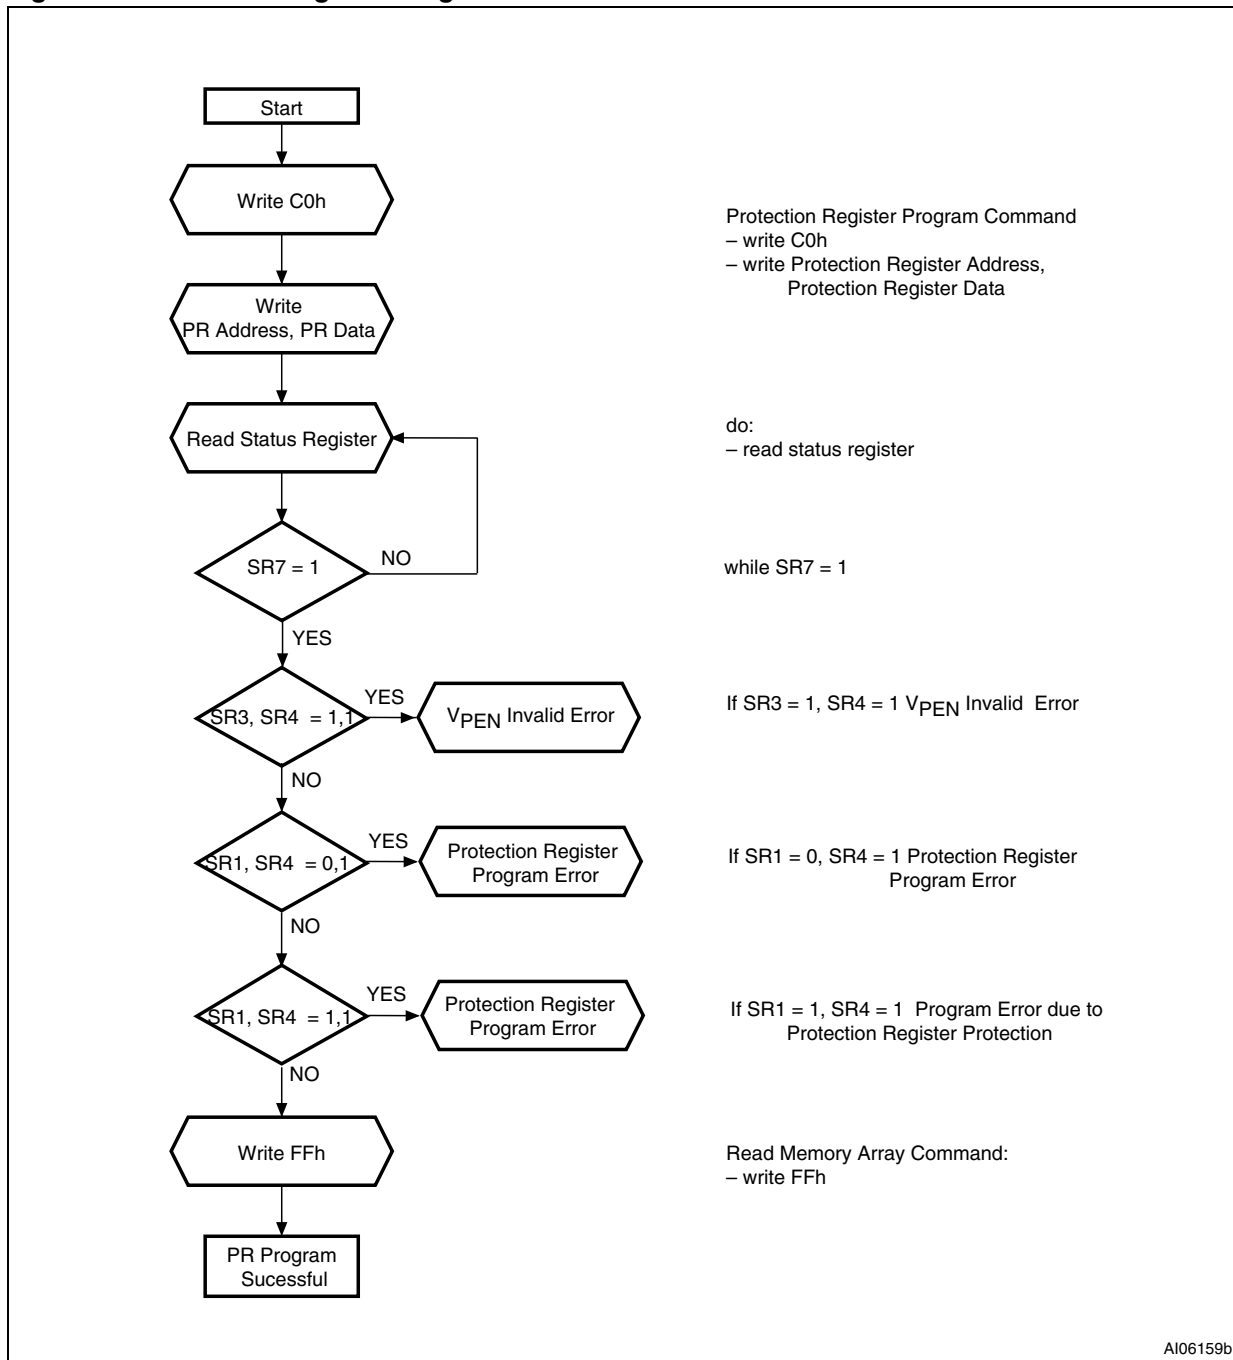 Start
Write C0h
Protection Register Program Command
– write C0h
– write Protection Register Address,
Protection Register Data
Write
PR Address, PR Data
Read Status Register
do:
– read status register
SR7 = 1
NO
while SR7 = 1
YES
SR3, SR4 = 1,1
YES
VPEN Invalid Error
If SR3 = 1, SR4 = 1 VPEN Invalid Error
NO
SR1, SR4 = 0,1
YES
Protection Register
Program Error
If SR1 = 0, SR4 = 1 Protection Register
Program Error
NO
SR1, SR4 = 1,1
YES
Protection Register
Program Error
If SR1 = 1, SR4 = 1 Program Error due to
Protection Register Protection
NO
Write FFh
Read Memory Array Command:
– write FFh
PR Program
Sucessful
AI06159b